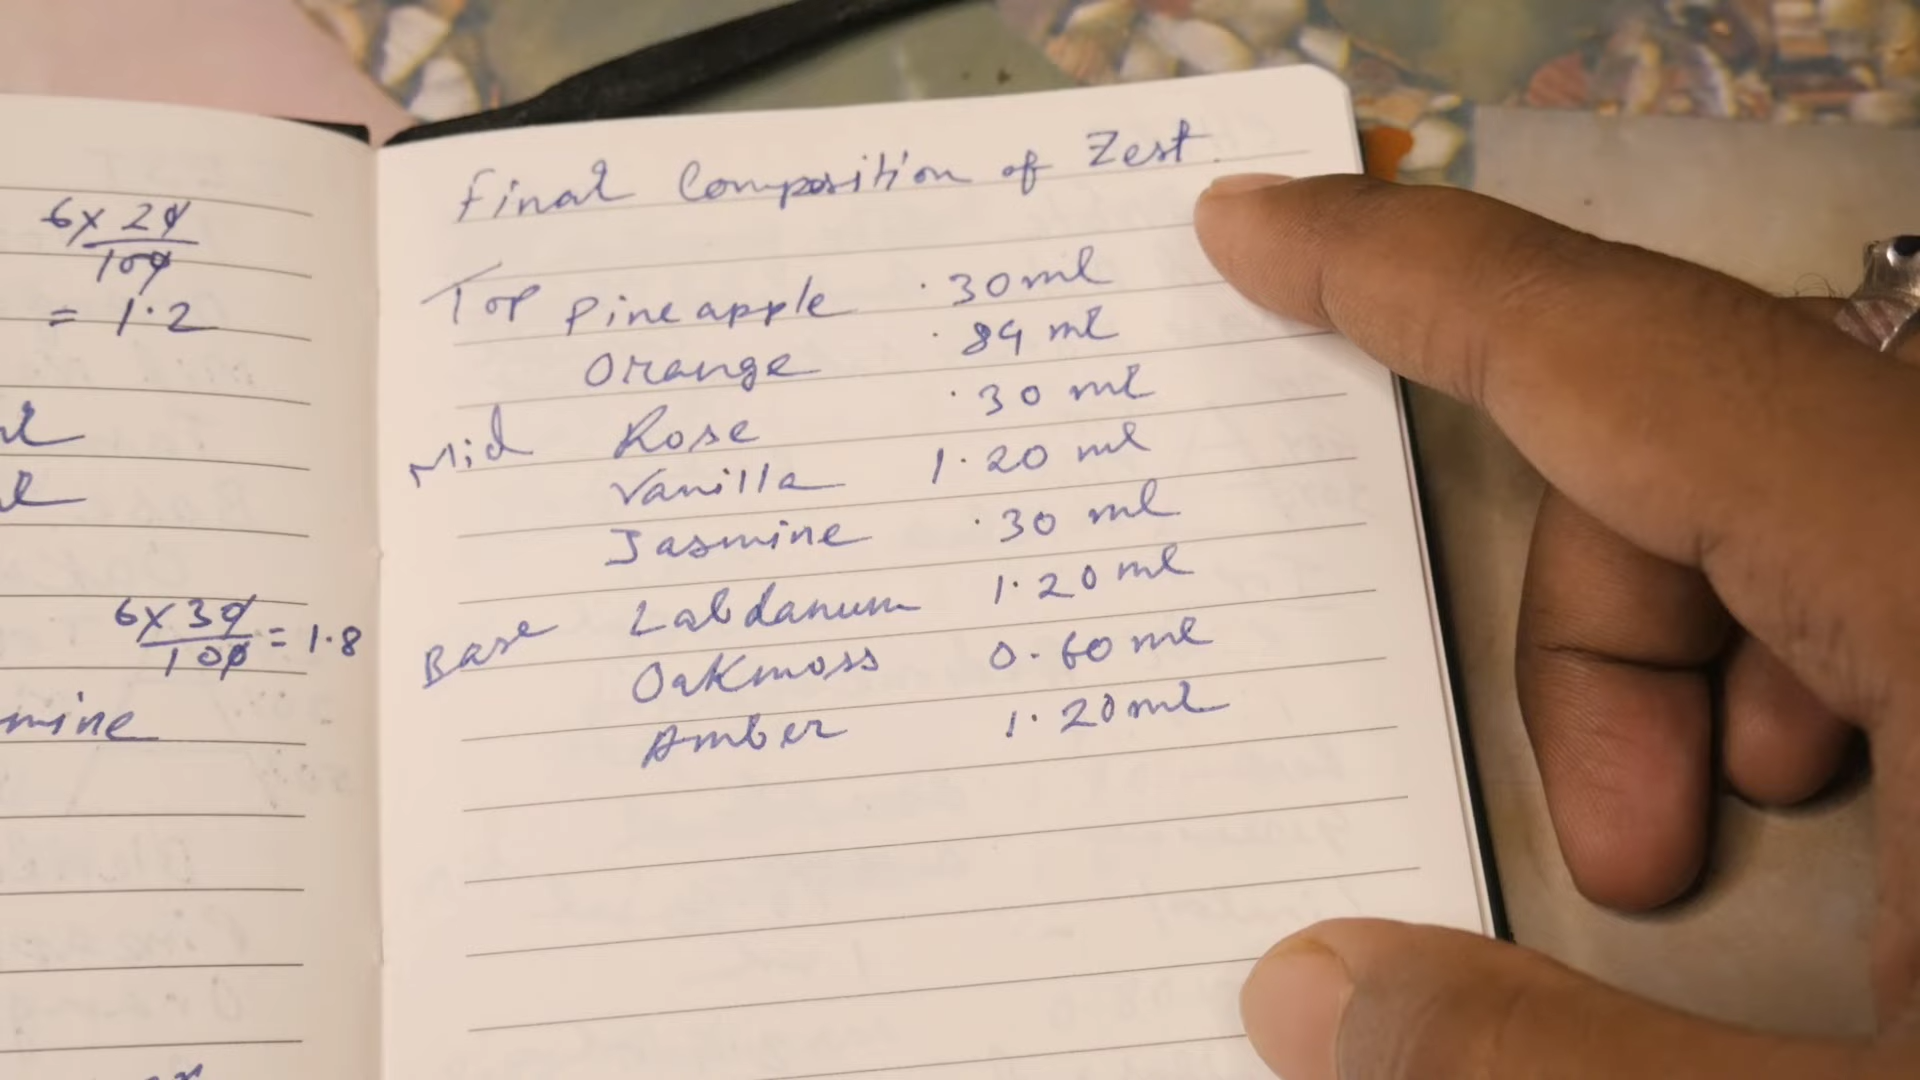 6x20
100
= 1.2
6x30
100
= 1.8
mine
Final Composition of Zest.
Top Pineapple .30ml
Orange .89 ml
Mid Rose .30 ml
Vanilla 1.20 ml
Jasmine .30 ml
Base Labdanum 1.20 ml
Oakmoss 0.60 ml
Amber 1.20ml